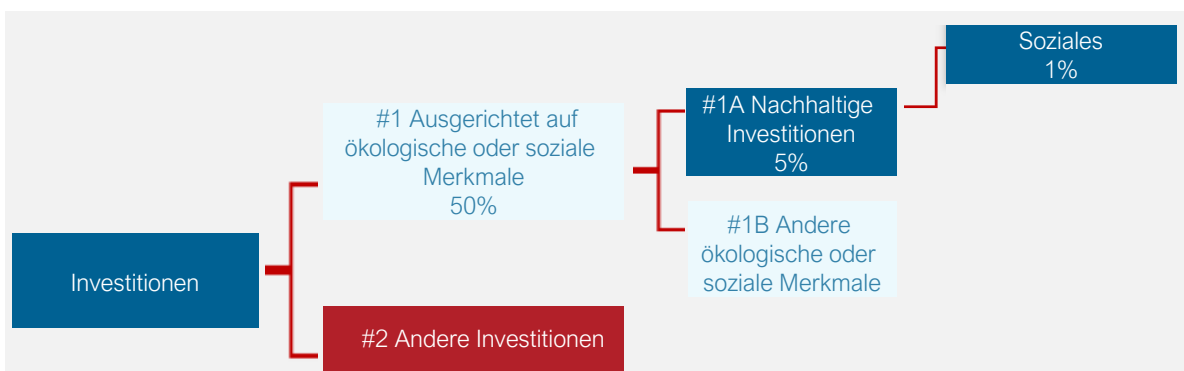 Soziales
1%
#1A Nachhaltige
Investitionen
5%
#1 Ausgerichtet auf
ökologische oder soziale
Merkmale
50%
#1B Andere
ökologische oder
soziale Merkmale
Investitionen
#2 Andere Investitionen